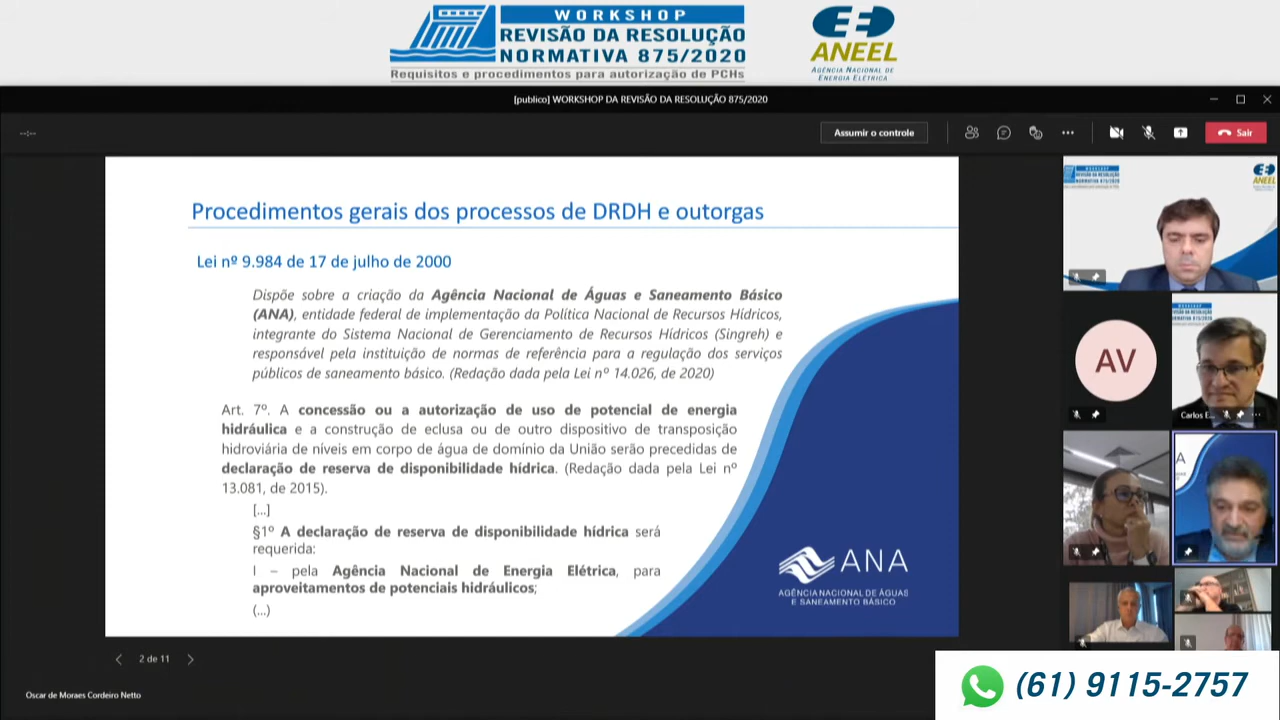 WORKSHOP
REVISÃO DA RESOLUÇÃO
NORMATIVA 875/2020
Requisitos e procedimentos para autorização de PCHs
ANEEL
AGÊNCIA NACIONAL DE
ENERGIA ELÉTRICA
[publico] WORKSHOP DA REVISÃO DA RESOLUÇÃO 875/2020
--:--
Assumir o controle
Sair
Procedimentos gerais dos processos de DRDH e outorgas
Lei nº 9.984 de 17 de julho de 2000
Dispõe sobre a criação da Agência Nacional de Águas e Saneamento Básico
(ANA), entidade federal de implementação da Política Nacional de Recursos Hídricos,
integrante do Sistema Nacional de Gerenciamento de Recursos Hídricos (Singreh) e
responsável pela instituição de normas de referência para a regulação dos serviços
públicos de saneamento básico. (Redação dada pela Lei nº 14.026, de 2020)
Art. 7º. A concessão ou a autorização de uso de potencial de energia
hidráulica e a construção de eclusa ou de outro dispositivo de transposição
hidroviária de níveis em corpo de água de domínio da União serão precedidas de
declaração de reserva de disponibilidade hídrica. (Redação dada pela Lei nº
13.081, de 2015).
[...]
§1º A declaração de reserva de disponibilidade hídrica será
requerida:
I – pela Agência Nacional de Energia Elétrica, para
aproveitamentos de potenciais hidráulicos;
(...)
ANA
AGÊNCIA NACIONAL DE ÁGUAS
E SANEAMENTO BÁSICO
WORKSHOP
REVISÃO DA RESOLUÇÃO
NORMATIVA 875/2020
ANEEL
AV
Carlos E...
A
2 de 11
Oscar de Moraes Cordeiro Netto
(61) 9115-2757